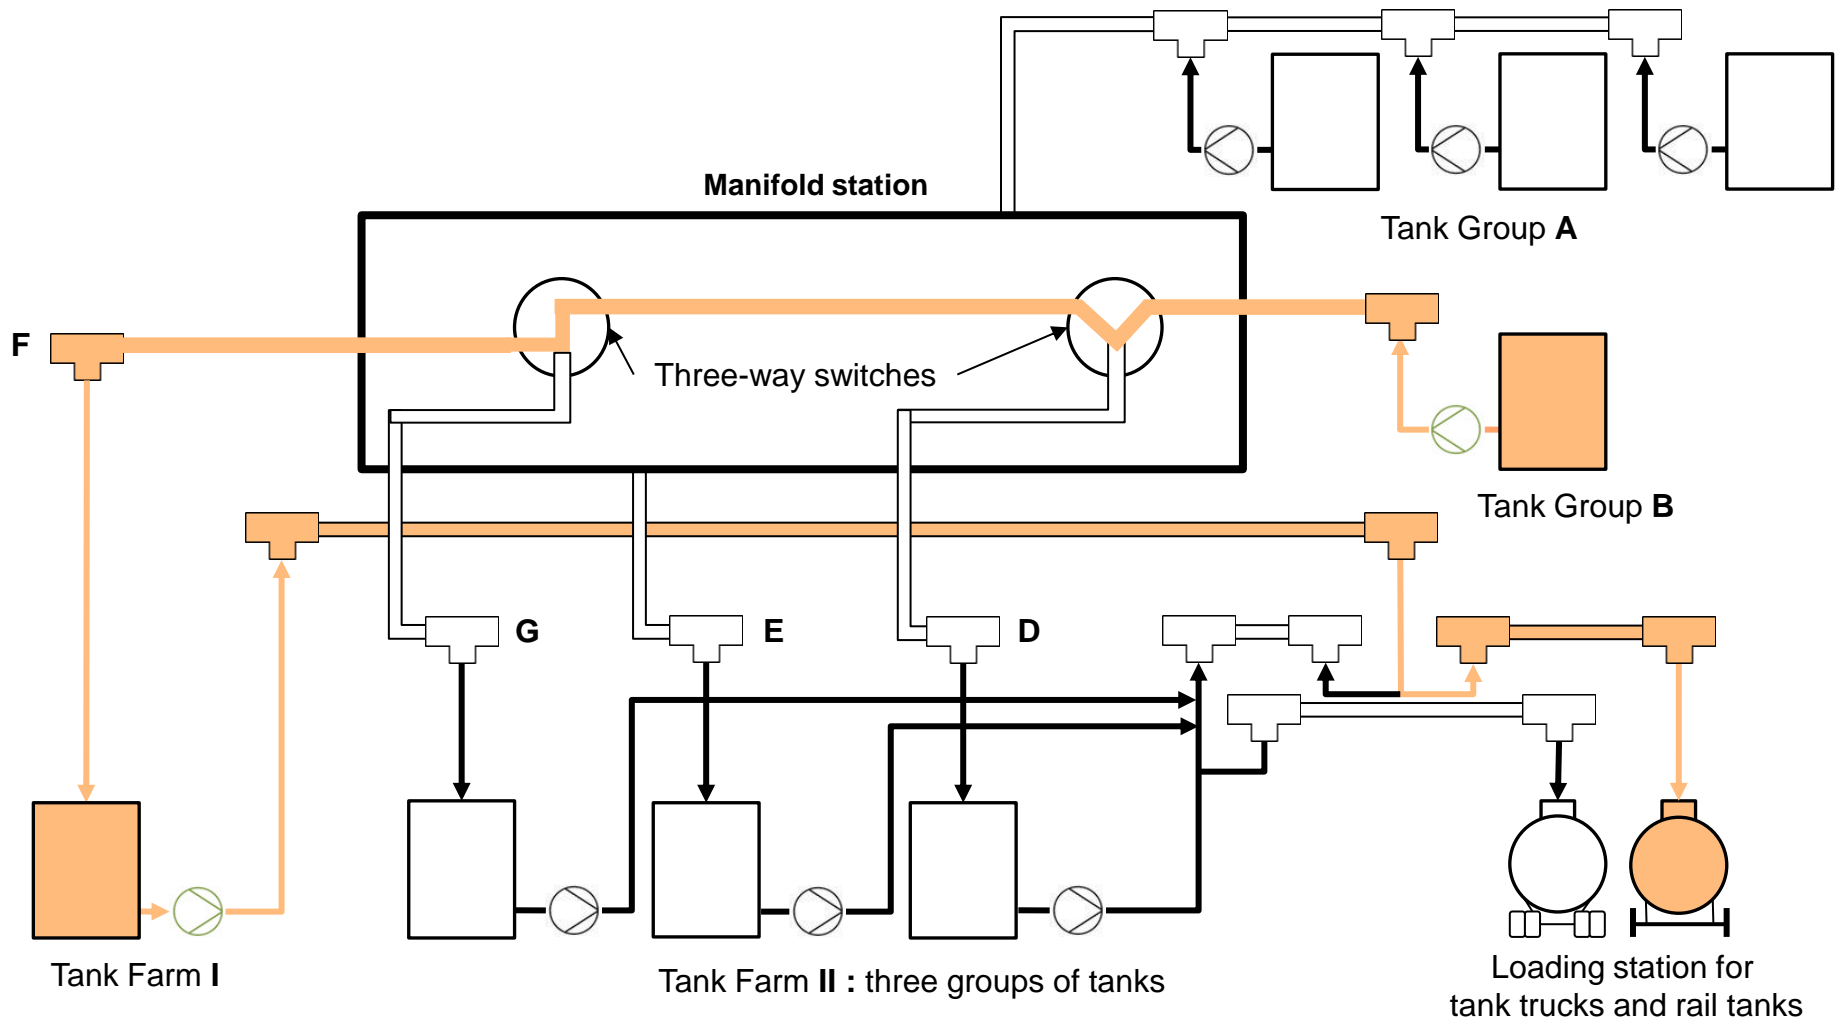 Manifold station
Tank Group A
F
Three-way switches
Tank Group B
G
E
D
Tank Farm I
Tank Farm II : three groups of tanks
Loading station for
tank trucks and rail tanks